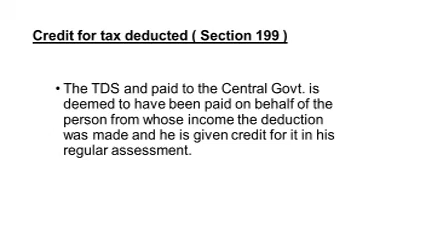 Credit for tax deducted ( Section 199 )
• The TDS and paid to the Central Govt. is
deemed to have been paid on behalf of the
person from whose income the deduction
was made and he is given credit for it in his
regular assessment.